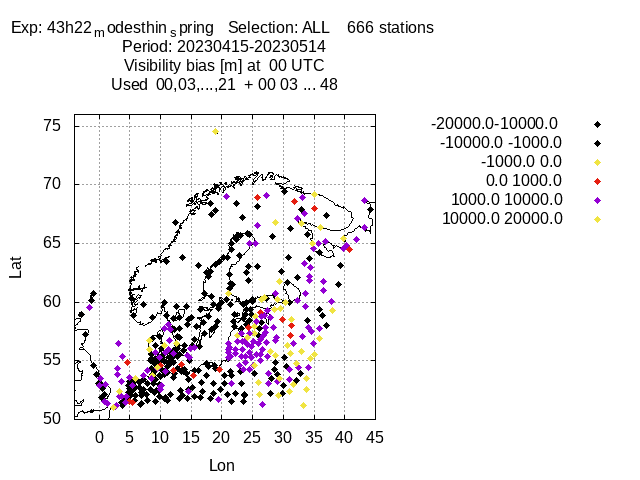 Exp: 43h22modesthinspring Selection: ALL 666 stations
Period: 20230415-20230514
Visibility bias [m] at 00 UTC
Used 00,03,...,21 + 00 03 ... 48
-20000.0-10000.0
-10000.0 -1000.0
-1000.0 0.0
0.0 1000.0
1000.0 10000.0
10000.0 20000.0
75
70
65
60
55
50
Lat
0 5 10 15 20 25 30 35 40 45
Lon